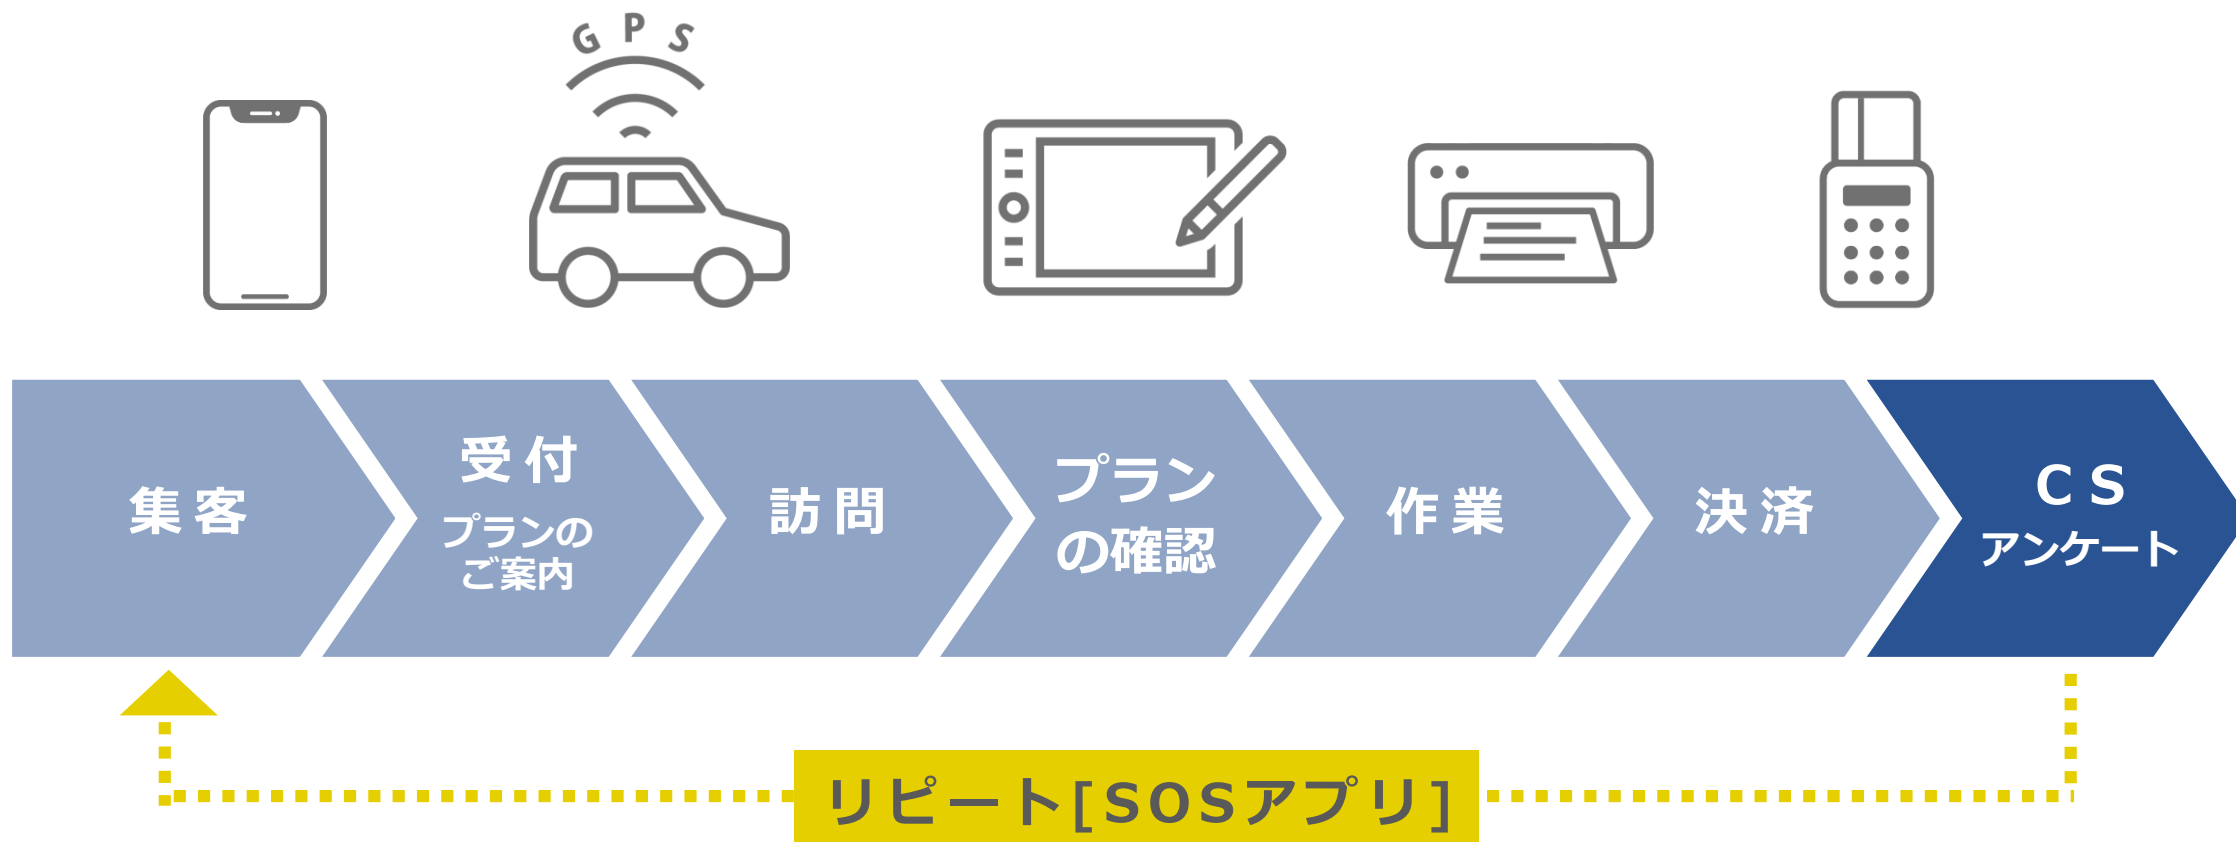 GPS
集客
受付
プランの
ご案内
訪問
プラン
の確認
作業
決済
CS
アンケート
リピート[SOSアプリ]